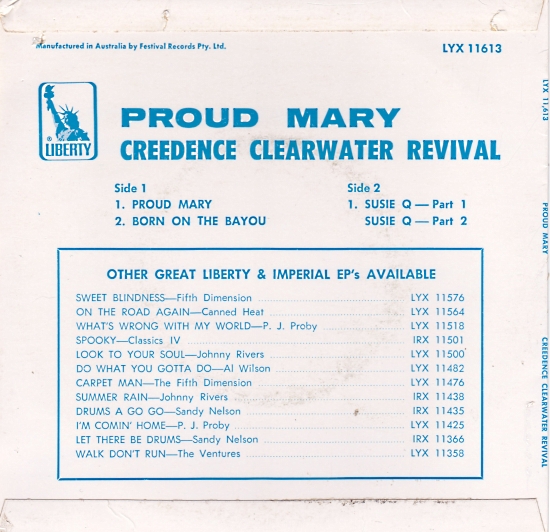 Manufactured in Australia by Festival Records Pty. Ltd.
LYX 11613
® LIBERTY
PROUD MARY
CREEDENCE CLEARWATER REVIVAL
Side 1
1. PROUD MARY
2. BORN ON THE BAYOU
Side 2
1. SUSIE Q — Part 1
SUSIE Q — Part 2
OTHER GREAT LIBERTY & IMPERIAL EP's AVAILABLE
SWEET BLINDNESS—Fifth Dimension LYX 11576
ON THE ROAD AGAIN—Canned Heat LYX 11564
WHAT'S WRONG WITH MY WORLD—P. J. Proby LYX 11518
SPOOKY—Classics IV IRX 11501
LOOK TO YOUR SOUL—Johnny Rivers LYX 11500
DO WHAT YOU GOTTA DO—Al Wilson LYX 11482
CARPET MAN—The Fifth Dimension LYX 11476
SUMMER RAIN—Johnny Rivers IRX 11438
DRUMS A GO GO—Sandy Nelson IRX 11435
I'M COMIN' HOME—P. J. Proby LYX 11425
LET THERE BE DRUMS—Sandy Nelson IRX 11366
WALK DON'T RUN—The Ventures LYX 11358
LYX 11,613
PROUD MARY
CREEDENCE CLEARWATER REVIVAL